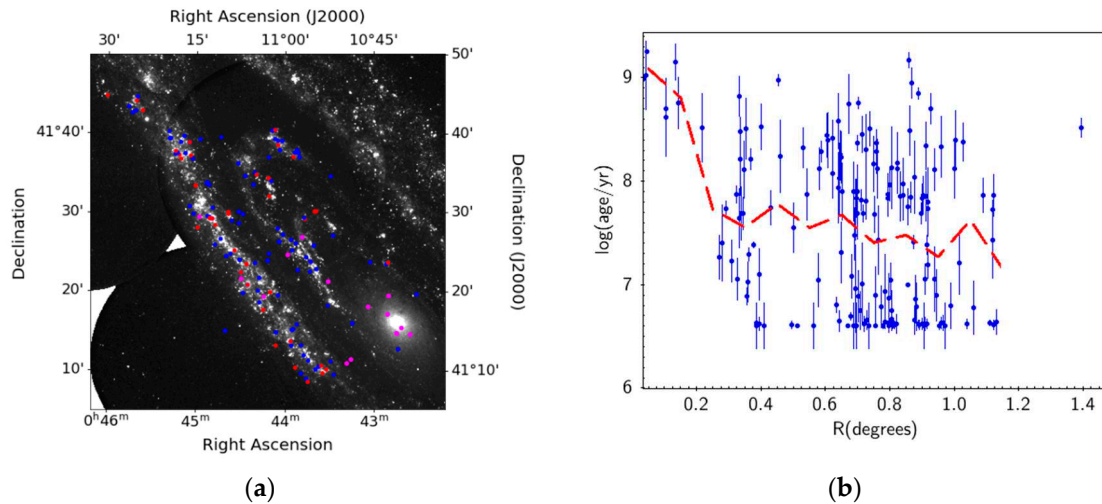 Right Ascension (J2000)
30' 15' 11°00' 10°45'
50'
41°40' 40'
30' 30'
20' 20'
10' 41°10'
Declination
Declination (J2000)
0ʰ46ᵐ 45ᵐ 44ᵐ 43ᵐ
Right Ascension
(a)
9
8
7
6
log(age/yr)
0.2 0.4 0.6 0.8 1.0 1.2 1.4
R(degrees)
(b)